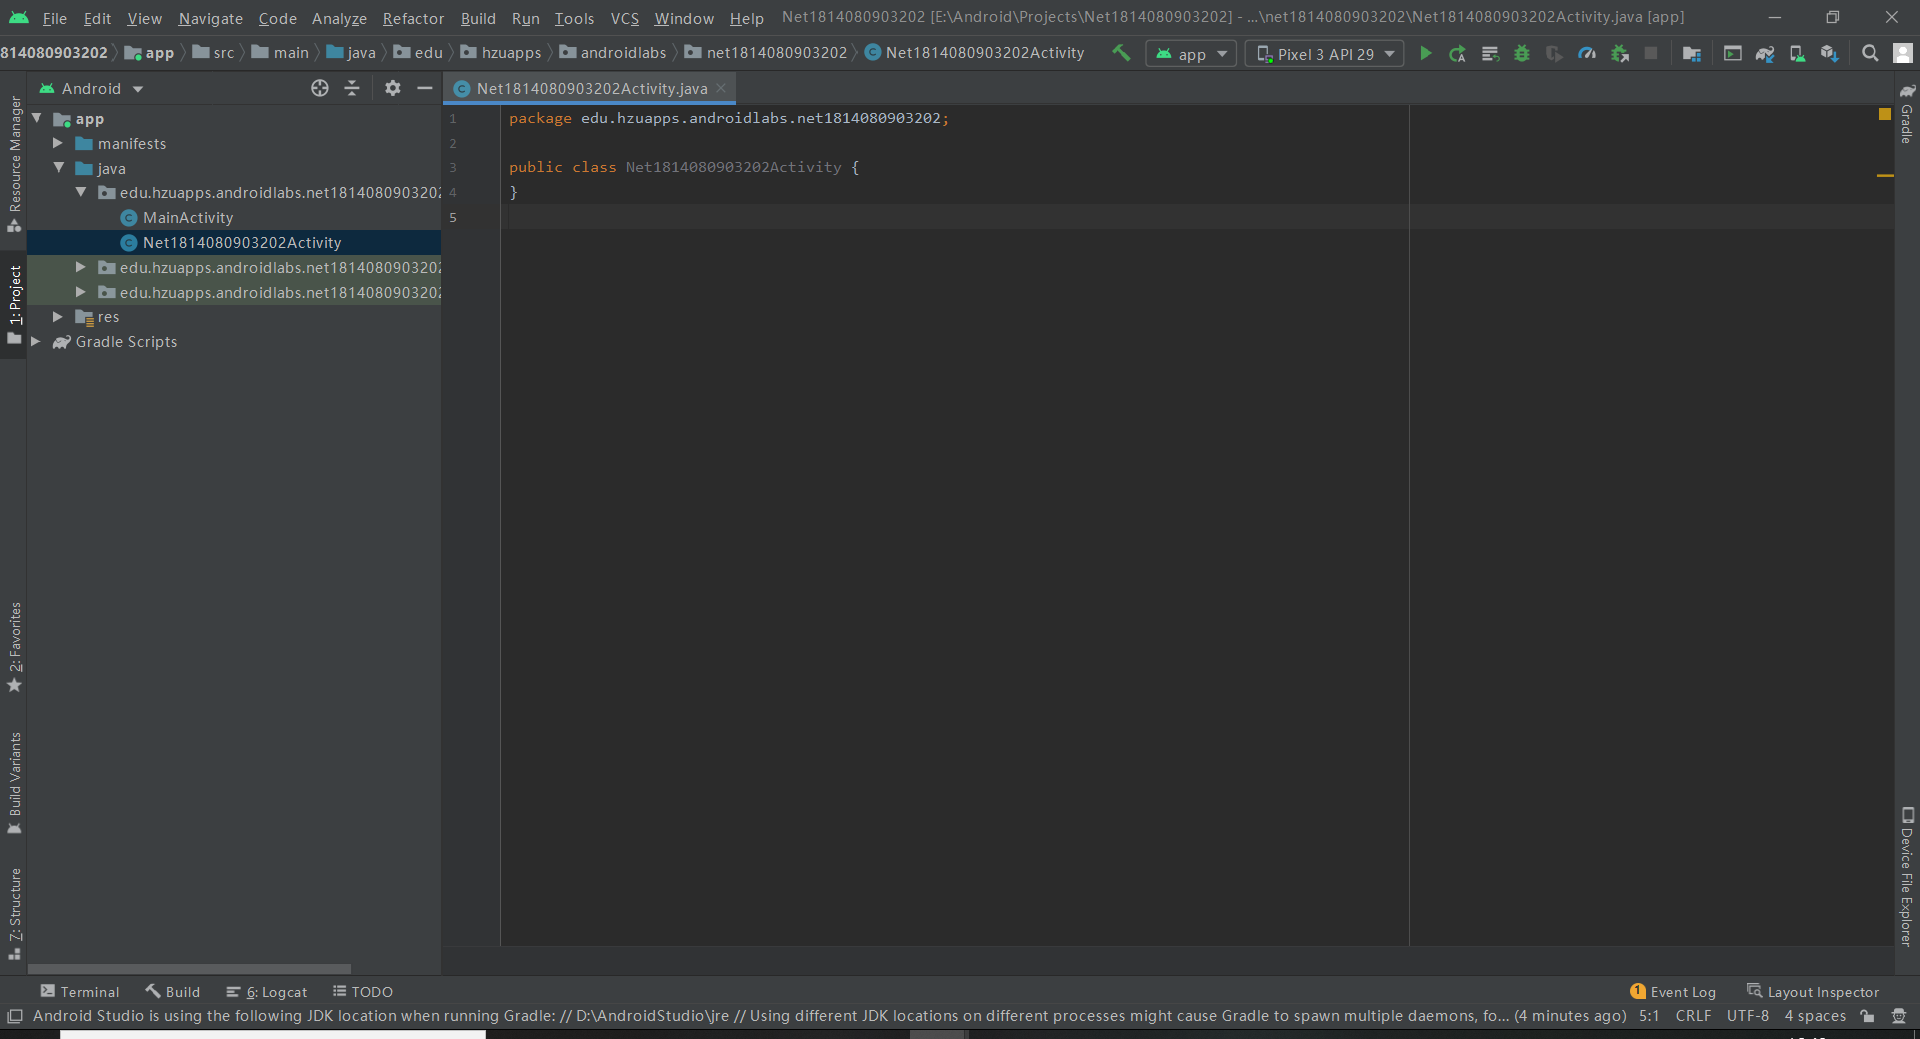 File Edit View Navigate Code Analyze Refactor Build Run Tools VCS Window Help Net1814080903202 [E:\Android\Projects\Net1814080903202] - ...\net1814080903202\Net1814080903202Activity.java [app]
814080903202 app src main java edu hzuapps androidlabs net1814080903202 Net1814080903202Activity app Pixel 3 API 29
Android
Net1814080903202Activity.java
app
manifests
java
edu.hzuapps.androidlabs.net1814080903202
MainActivity
Net1814080903202Activity
edu.hzuapps.androidlabs.net1814080903202
edu.hzuapps.androidlabs.net1814080903202
res
Gradle Scripts
1 package edu.hzuapps.androidlabs.net1814080903202;
2
3 public class Net1814080903202Activity {
4 }
5
Resource Manager
1: Project
2: Favorites
Build Variants
7: Structure
Gradle
Device File Explorer
Terminal Build 6: Logcat TODO 1 Event Log Layout Inspector
Android Studio is using the following JDK location when running Gradle: // D:\AndroidStudio\jre // Using different JDK locations on different processes might cause Gradle to spawn multiple daemons, fo... (4 minutes ago) 5:1 CRLF UTF-8 4 spaces